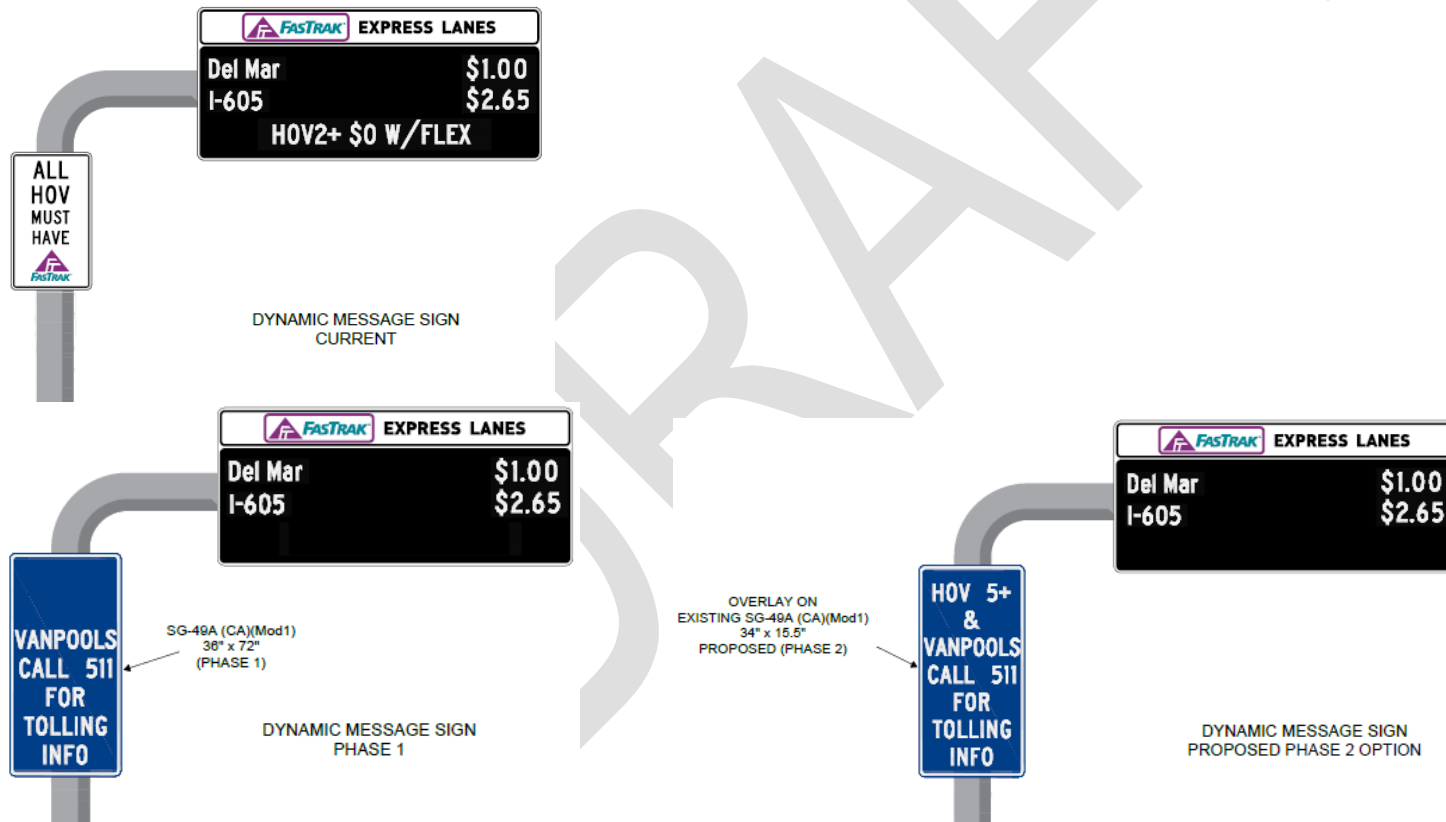 FASTRAK EXPRESS LANES
Del Mar $1.00
I-605 $2.65
HOV2+ $0 W/FLEX
ALL
HOV
MUST
HAVE
FASTRAK
DYNAMIC MESSAGE SIGN
CURRENT
FASTRAK EXPRESS LANES
Del Mar $1.00
I-605 $2.65
VANPOOLS
CALL 511
FOR
TOLLING
INFO
SG-49A (CA)(Mod1)
36" x 72"
(PHASE 1)
DYNAMIC MESSAGE SIGN
PHASE 1
FASTRAK EXPRESS LANES
Del Mar $1.00
I-605 $2.65
OVERLAY ON
EXISTING SG-49A (CA)(Mod1)
34" x 15.5"
PROPOSED (PHASE 2)
HOV 5+
&
VANPOOLS
CALL 511
FOR
TOLLING
INFO
DYNAMIC MESSAGE SIGN
PROPOSED PHASE 2 OPTION